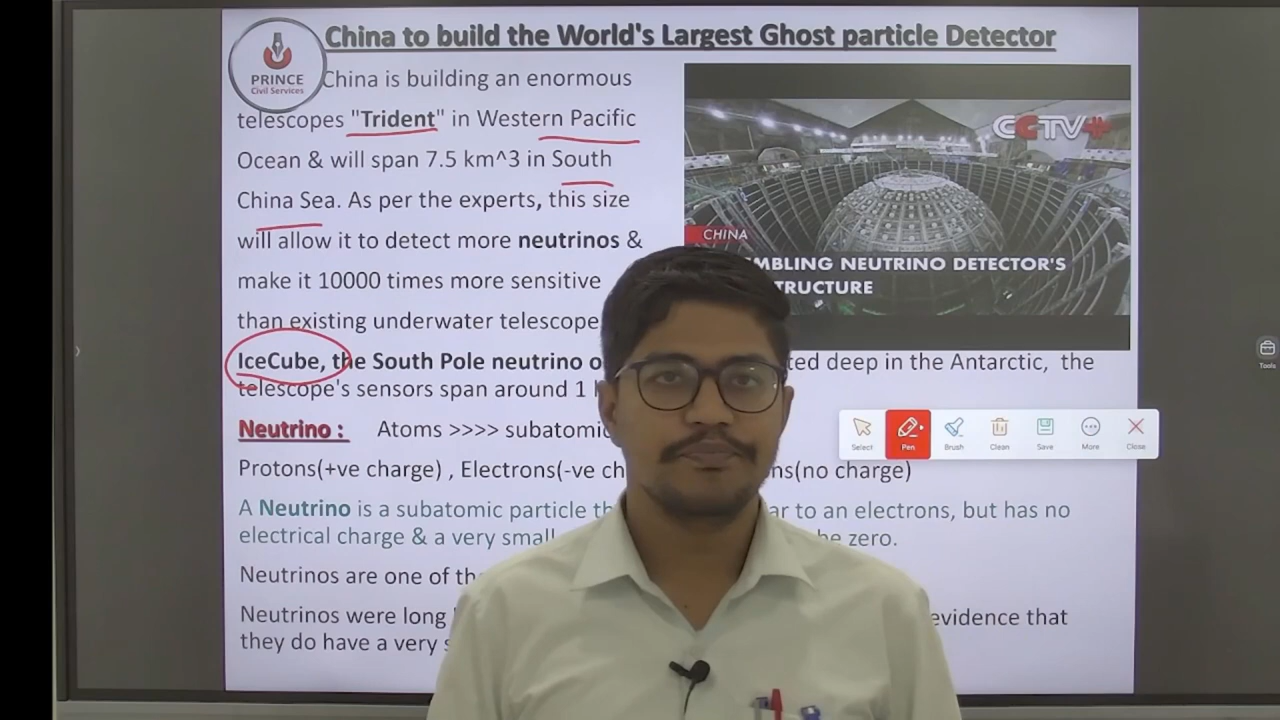 China to build the World's Largest Ghost particle Detector
PRINCE
Civil Services
China is building an enormous
telescopes "Trident" in Western Pacific
Ocean & will span 7.5 km^3 in South
China Sea. As per the experts, this size
will allow it to detect more neutrinos &
make it 10000 times more sensitive
than existing underwater telescope
CCTV+
CHINA
MBLING NEUTRINO DETECTOR'S
TRUCTURE
IceCube, the South Pole neutrino deep in the Antarctic, the
telescope's sensors span around 1
Neutrino : Atoms >>>> subatomic
Protons(+ve charge) , Electrons(-ve (no charge)
A Neutrino is a subatomic particle to an electrons, but has no
electrical charge & a very small be zero.
Neutrinos are one of
Neutrinos were long evidence that
they do have a very
Select
Pen
Brush
Clean
Save
More
Close
Tools